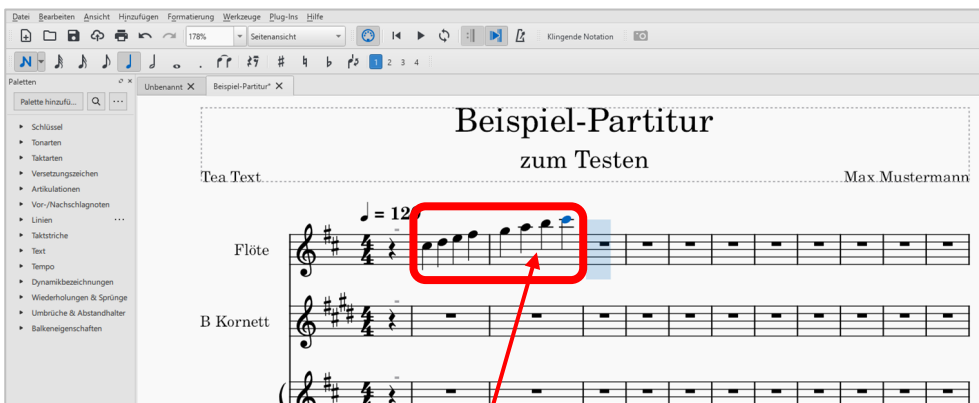 Datei Bearbeiten Ansicht Hinzufügen Formatierung Werkzeuge Plug-Ins Hilfe
178% Seitenansicht Klingende Notation
1 2 3 4
Paletten
Unbenannt X Beispiel-Partitur* X
Palette hinzufü... ...
Schlüssel
Tonarten
Taktarten
Versetzungszeichen
Artikulationen
Vor-/Nachschlagnoten
Linien ...
Taktstriche
Text
Tempo
Dynamikbezeichnungen
Wiederholungen & Sprünge
Umbrüche & Abstandhalter
Balkeneigenschaften
Beispiel-Partitur
zum Testen
Tea Text Max Mustermann
= 120
Flöte
B Kornett